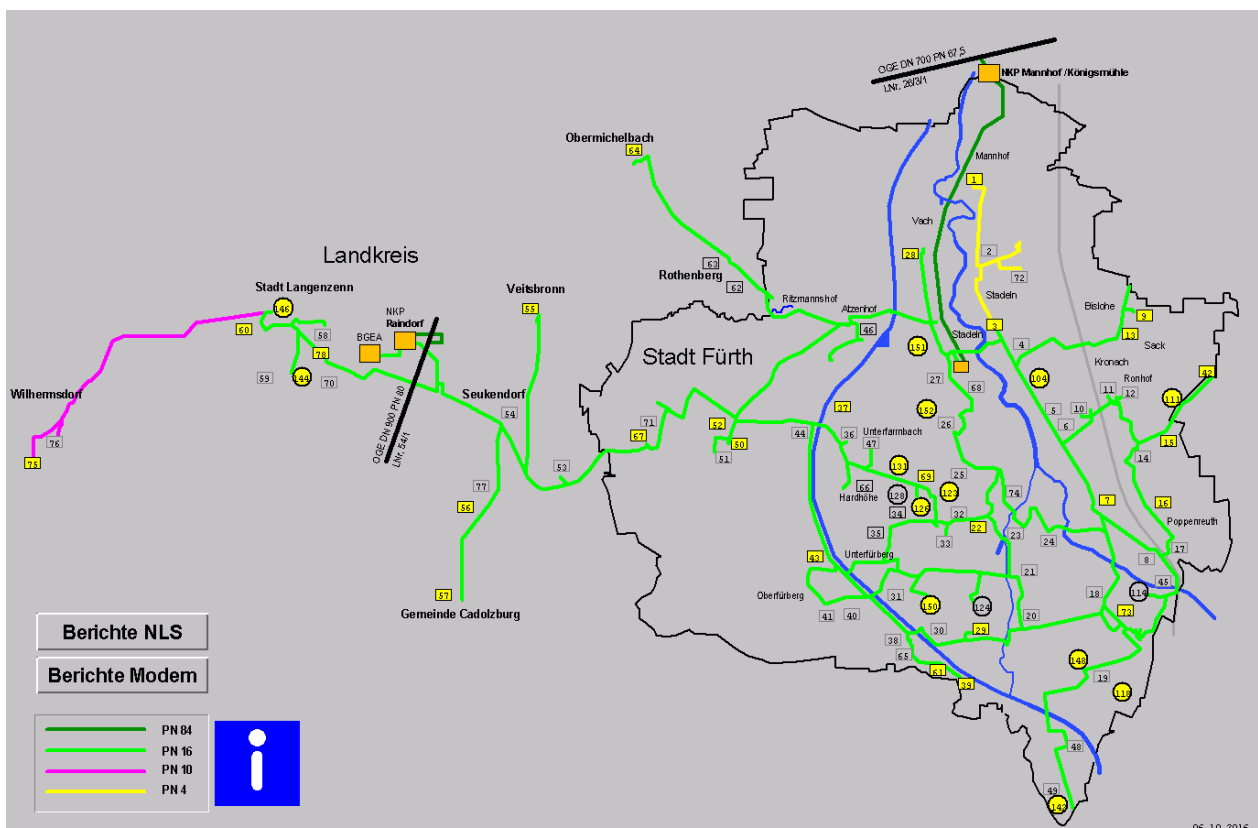 OGE DN 700 PN 67,5
LNr. 26/3/1
NKP Mannhof /Königsmühle
Obermichelbach
64
Mannhof
1
Vach
28
2
72
Landkreis
Rothenberg
63
62
Ritzmannshof
Atzenhof
46
Stadeln
3
Bislohe
9
13
Sack
Stadt Langenzenn
146
60
58
78
59
144
70
NKP
Raindorf
BGEA
OGE DN 900 PN 80
LNr. 54/1
Veitsbronn
55
Stadt Fürth
151
Stadeln
27
68
4
104
Kronach
Ronhof
11
12
42
111
Wilhermsdorf
76
75
Seukendorf
54
71
67
52
50
51
37
44
36
Unterfarrnbach
47
152
26
5
10
6
15
14
53
77
56
57
Gemeinde Cadolzburg
131
69
66
Hardhöhe
128
34
126
123
25
32
74
35
33
22
23
24
7
16
Poppenreuth
17
8
45
43
Unterfürberg
Oberfürberg
41
40
31
150
124
21
20
18
114
73
38
30
29
65
61
39
148
19
118
48
49
142
Berichte NLS
Berichte Modem
PN 84
PN 16
PN 10
PN 4
i
06.10.2016